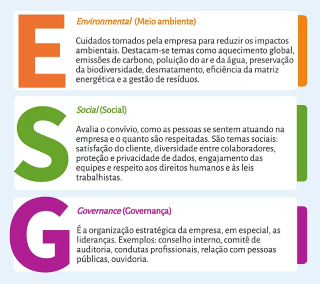 E
Environmental (Meio ambiente)
Cuidados tomados pela empresa para reduzir os impactos
ambientais. Destacam-se temas como aquecimento global,
emissões de carbono, poluição do ar e da água, preservação
da biodiversidade, desmatamento, eficiência da matriz
energética e a gestão de resíduos.
S
Social (Social)
Avalia o convívio, como as pessoas se sentem atuando na
empresa e o quanto são respeitadas. São temas sociais:
satisfação do cliente, diversidade entre colaboradores,
proteção e privacidade de dados, engajamento das
equipes e respeito aos direitos humanos e às leis
trabalhistas.
G
Governance (Governança)
É a organização estratégica da empresa, em especial, as
lideranças. Exemplos: conselho interno, comitê de
auditoria, condutas profissionais, relação com pessoas
públicas, ouvidoria.